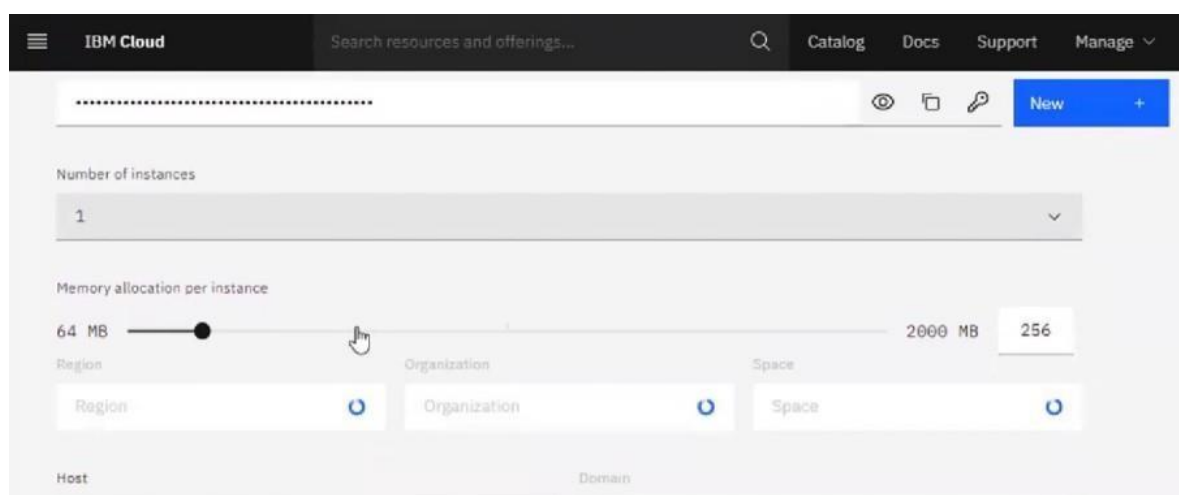 IBM Cloud Search resources and offerings... Catalog Docs Support Manage
New +
Number of instances
1
Memory allocation per instance
64 MB 2000 MB 256
Region Organization Space
Region Organization Space
Host Domain